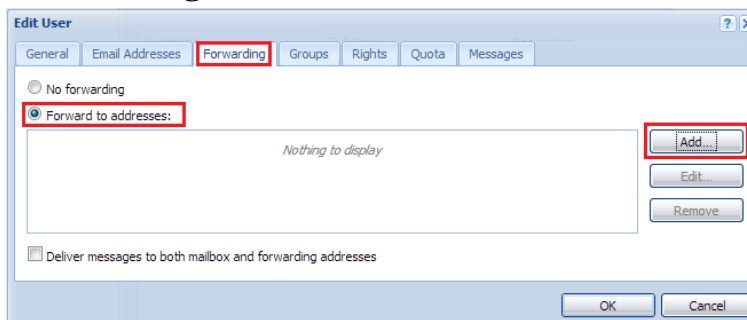 Edit User
General Email Addresses Forwarding Groups Rights Quota Messages
No forwarding
Forward to addresses:
Nothing to display
Add...
Edit...
Remove
Deliver messages to both mailbox and forwarding addresses
OK Cancel